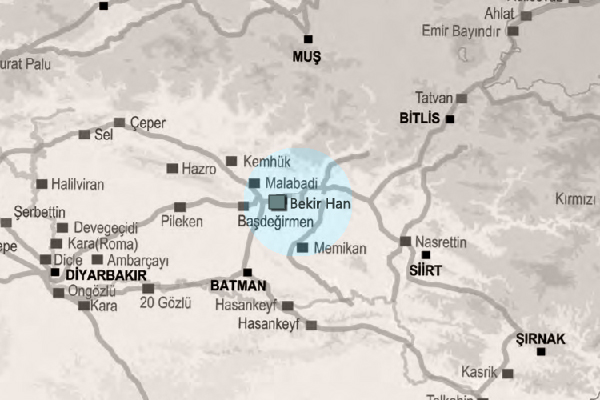 Ahlat
Emir Bayındır
MUŞ
urat Palu
Tatvan
BİTLİS
Çeper
Sel
Kemhük
Hazro
Malabadi
Halilviran
Bekir Han
Kırmızı
Şerbettin
Pileken
Başdeğirmen
Devegeçidi
Kara(Roma)
Nasrettin
Memikan
Dicle
Ambarçayı
SİİRT
DİYARBAKIR
BATMAN
Ongözlü
20 Gözlü
Kara
Hasankeyf
Hasankeyf
ŞIRNAK
Kasrik